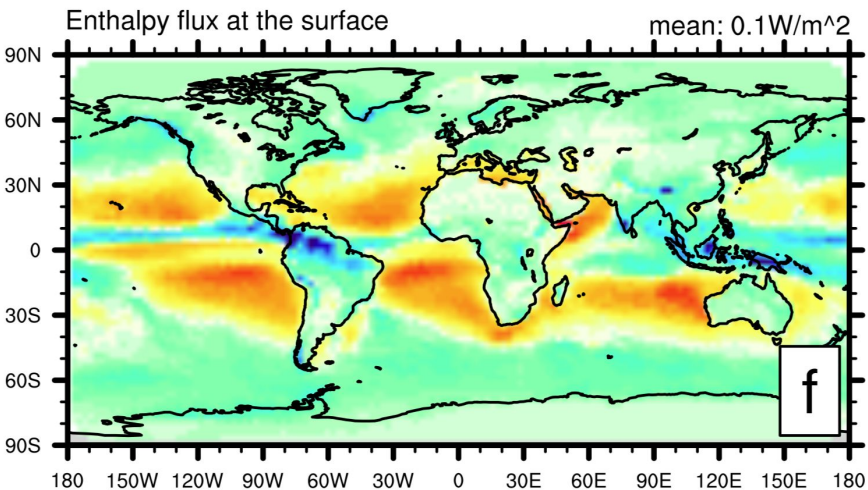 Enthalpy flux at the surface
mean: 0.1W/m^2
90N
60N
30N
0
30S
60S
90S
f
180 150W 120W 90W 60W 30W 0 30E 60E 90E 120E 150E 180